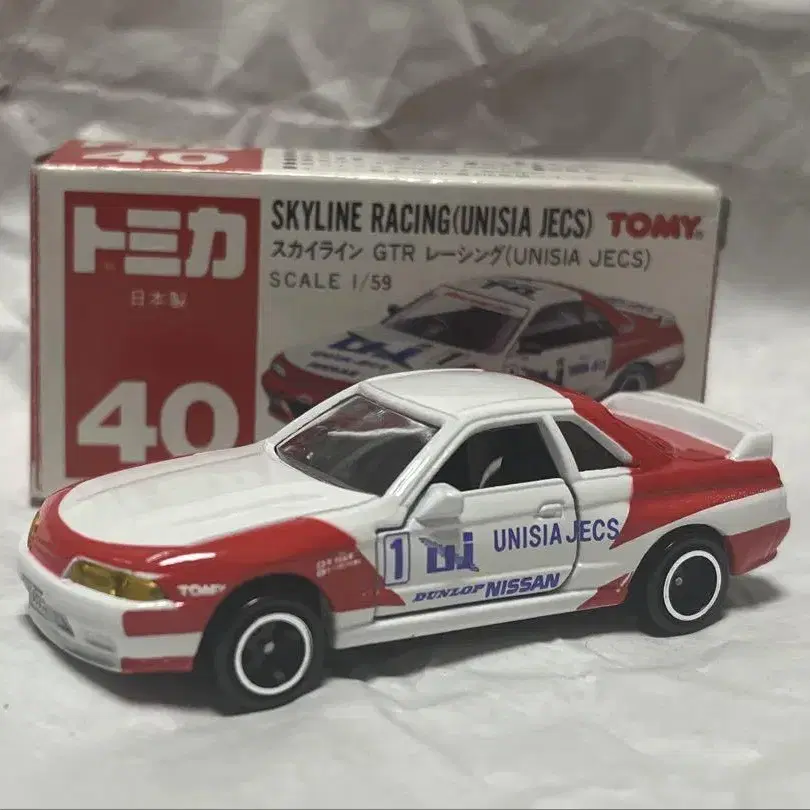 40
トミカ
日本製
40
SKYLINE RACING(UNISIA JECS) TOMY®
スカイライン GTR レーシング(UNISIA JECS)
SCALE 1/59
1
UNISIA JECS
DUNLOP NISSAN
TOMY